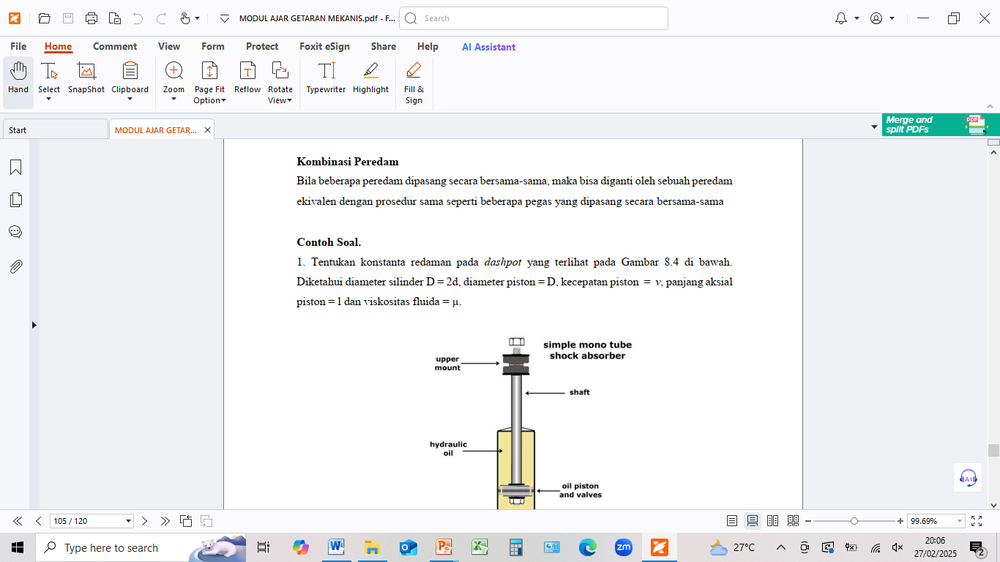 MODUL AJAR GETARAN MEKANIS.pdf - F...
Search
File Home Comment View Form Protect Foxit eSign Share Help AI Assistant
Hand Select SnapShot Clipboard Zoom Page Fit Option Reflow Rotate View Typewriter Highlight Fill & Sign
Start
MODUL AJAR GETAR...
Merge and
split PDFs
PDF
Kombinasi Peredam
Bila beberapa peredam dipasang secara bersama-sama, maka bisa diganti oleh sebuah peredam
ekivalen dengan prosedur sama seperti beberapa pegas yang dipasang secara bersama-sama
Contoh Soal.
1. Tentukan konstanta redaman pada dashpot yang terlihat pada Gambar 8.4 di bawah.
Diketahui diameter silinder D = 2d, diameter piston = D, kecepatan piston = v, panjang aksial
piston = l dan viskositas fluida = µ.
simple mono tube
shock absorber
upper
mount
shaft
hydraulic
oil
oil piston
and valves
AI
105 / 120
99.69%
Type here to search
zm
27°C
20:06
27/02/2025
2